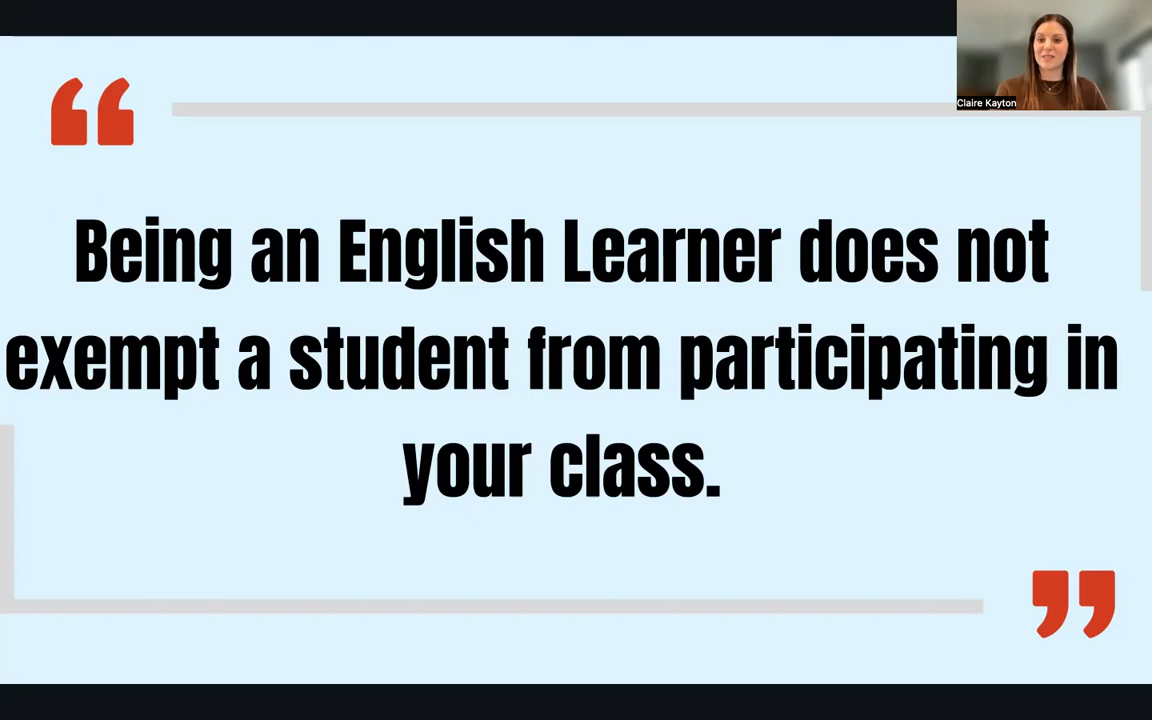 Claire Kayton
“
Being an English Learner does not
exempt a student from participating in
your class.
”